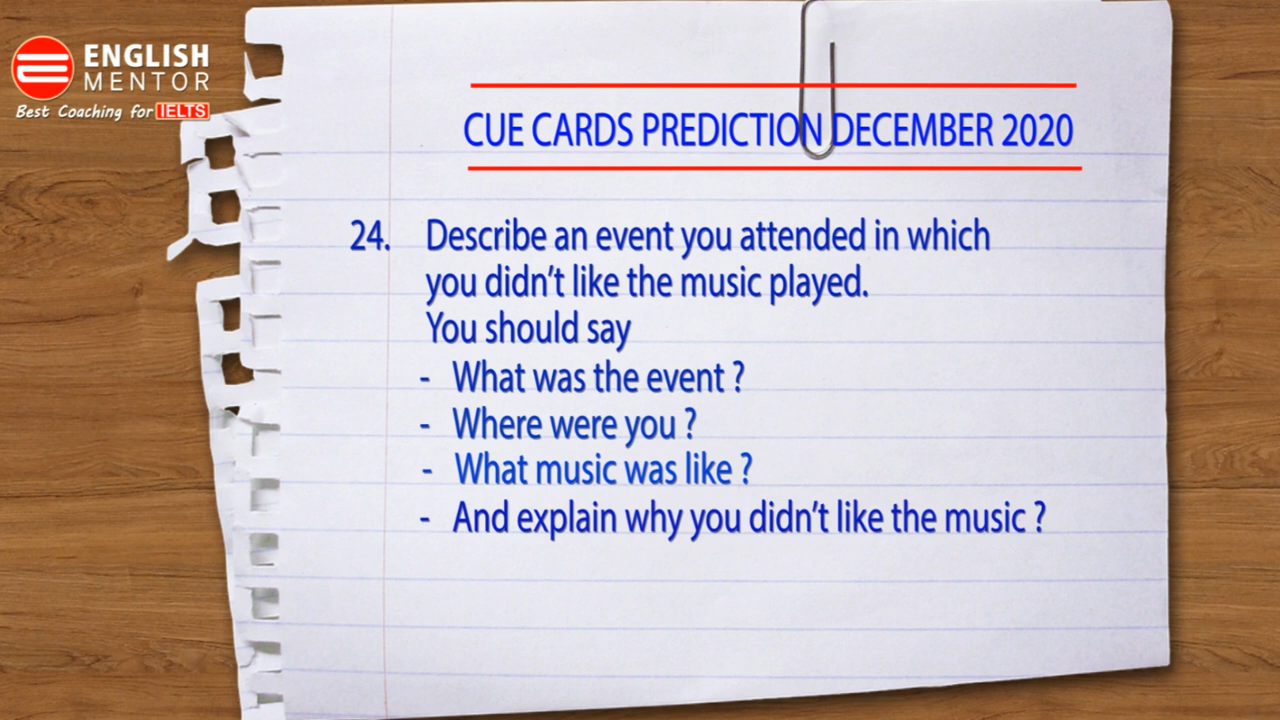 ENGLISH
MENTOR
Best Coaching for IELTS
CUE CARDS PREDICTION DECEMBER 2020
24. Describe an event you attended in which
you didn't like the music played.
You should say
- What was the event ?
- Where were you ?
- What music was like ?
- And explain why you didn't like the music ?